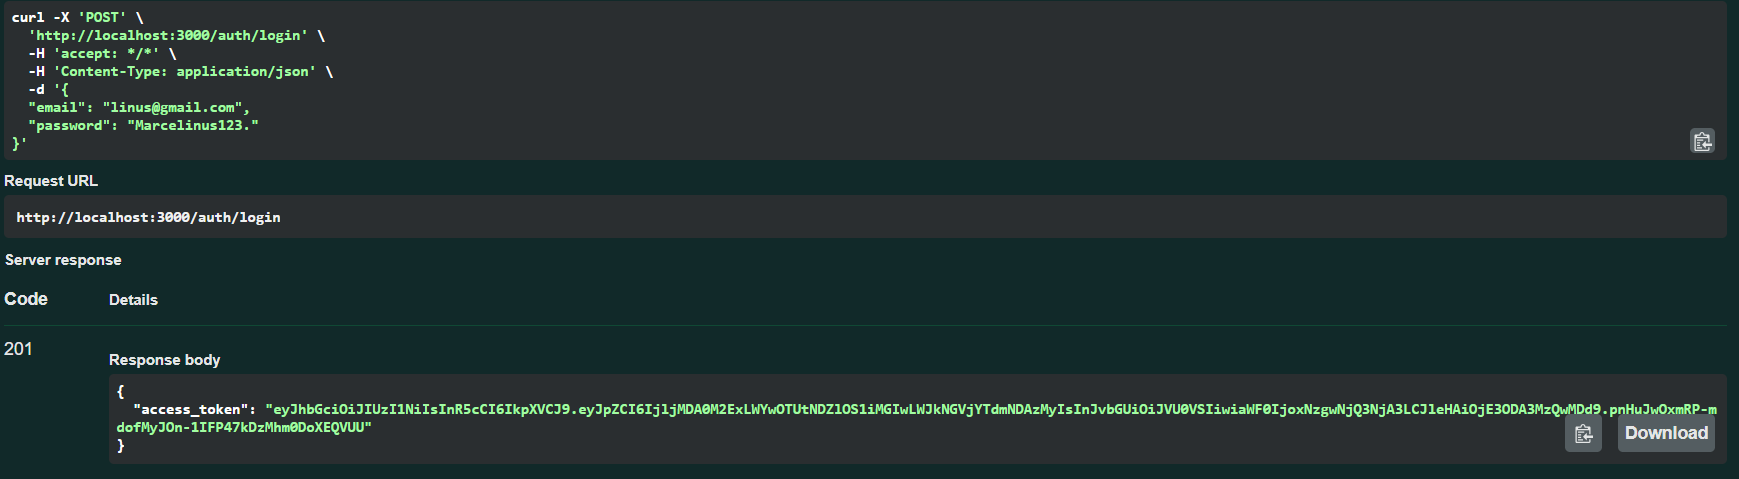 curl -X 'POST' \
'http://localhost:3000/auth/login' \
-H 'accept: */*' \
-H 'Content-Type: application/json' \
-d '{
"email": "linus@gmail.com",
"password": "Marcelinus123."
}'
Request URL
http://localhost:3000/auth/login
Server response
Code Details
201
Response body
{
"access_token": "eyJhbGciOiJIUzI1NiIsInR5cCI6IkpXVCJ9.eyJpZCI6IjljMDA0M2ExLWYwOTUtNDZlOS1iMGIwLWJkNGVjYTdmNDAzMyIsInJvbGUiOiJVU0VSIiwiaWF0IjoxNzgwNjQ3NjA3LCJleHAiOjE3ODA3MzQwMDd9.pnHuJwOxmRP-m
dofMyJOn-1IFP47kDzMhm0DoXEQVUU"
}
Download